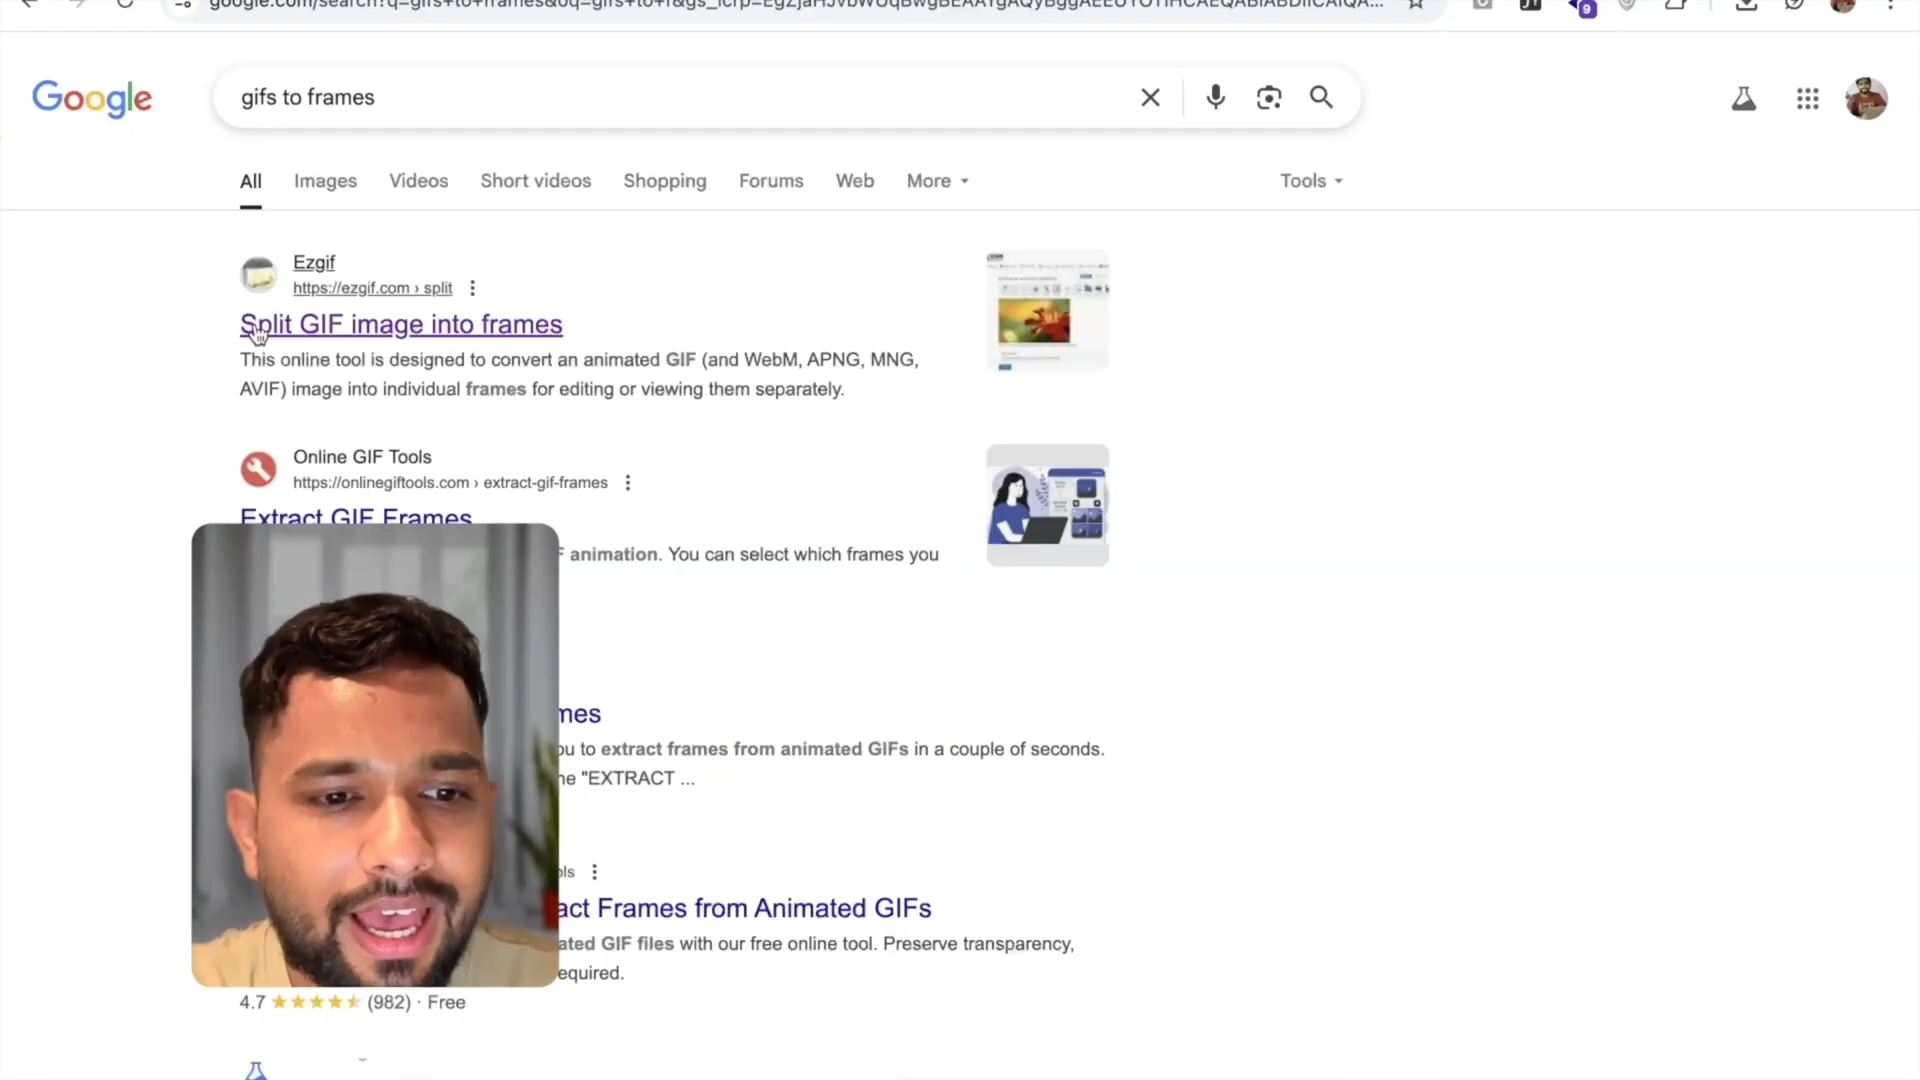 9
Google
gifs to frames
All Images Videos Short videos Shopping Forums Web More Tools
Ezgif
https://ezgif.com › split
Split GIF image into frames
This online tool is designed to convert an animated GIF (and WebM, APNG, MNG,
AVIF) image into individual frames for editing or viewing them separately.
Online GIF Tools
https://onlinegiftools.com › extract-gif-frames
Extract GIF Frames
animation. You can select which frames you
to extract frames from animated GIFs in a couple of seconds.
"EXTRACT ...
Frames from Animated GIFs
GIF files with our free online tool. Preserve transparency,
4.7 (982) · Free